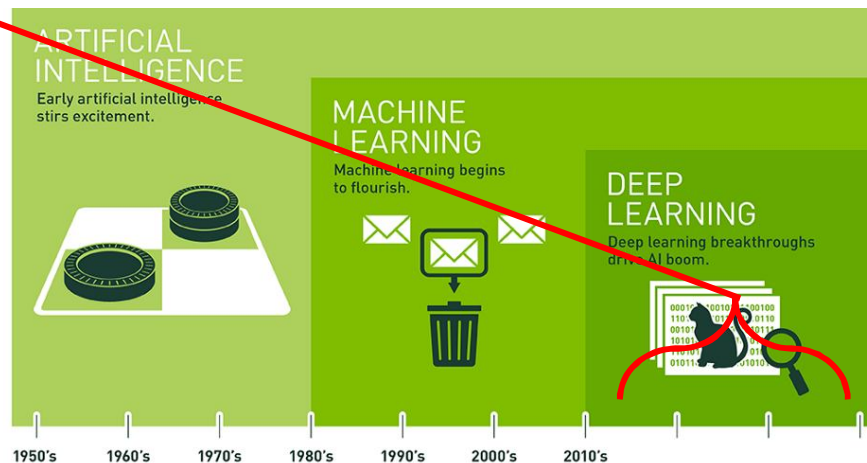 ARTIFICIAL
INTELLIGENCE
Early artificial intelligence
stirs excitement.
MACHINE
LEARNING
Machine learning begins
to flourish.
DEEP
LEARNING
Deep learning breakthroughs
drive AI boom.
1950's 1960's 1970's 1980's 1990's 2000's 2010's